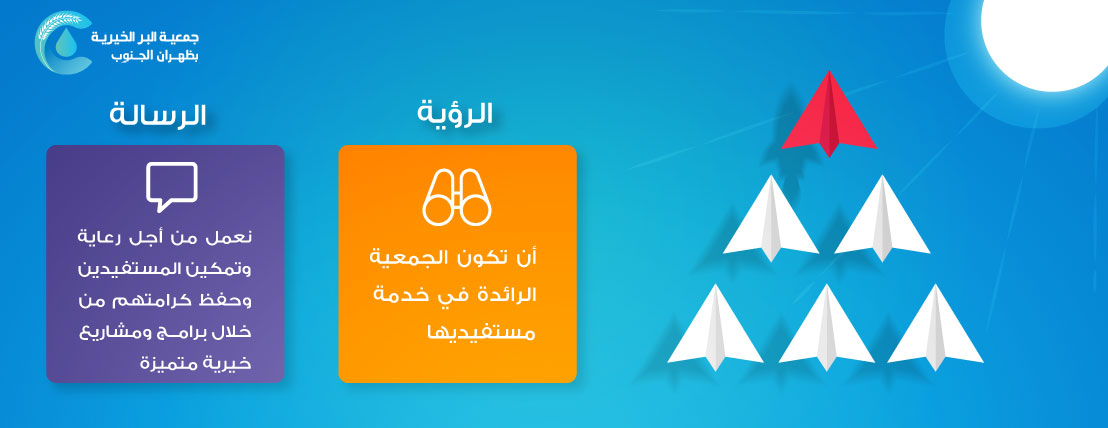 جمعية البر الخيرية
بظهران الجنوب
الرؤية
أن تكون الجمعية
الرائدة في خدمة
مستفيديها
الرسالة
نعمل من أجل رعاية
وتمكين المستفيدين
وحفظ كرامتهم من
خلال برامج ومشاريع
خيرية متميزة